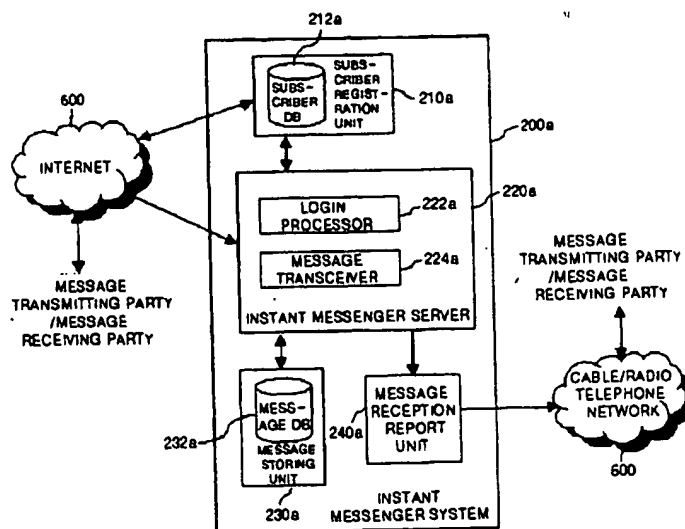 212a
SUBS-
CRIBER
DB
SUBS-
CRIBER
REGIST-
RATION
UNIT
210a
600
INTERNET
200a
220a
LOGIN
PROCESSOR
222a
MESSAGE
TRANSCEIVER
224a
INSTANT MESSENGER SERVER
MESSAGE
TRANSMITTING PARTY
/MESSAGE
RECEIVING PARTY
MESSAGE
TRANSMITTING PARTY
/MESSAGE
RECEIVING PARTY
232a
MES-
SAGE DB
MESSAGE
STORING
UNIT
230a
240a
MESSAGE
RECEPTION
REPORT
UNIT
CABLE/RADIO
TELEPHONE
NETWORK
600
INSTANT
MESSENGER SYSTEM